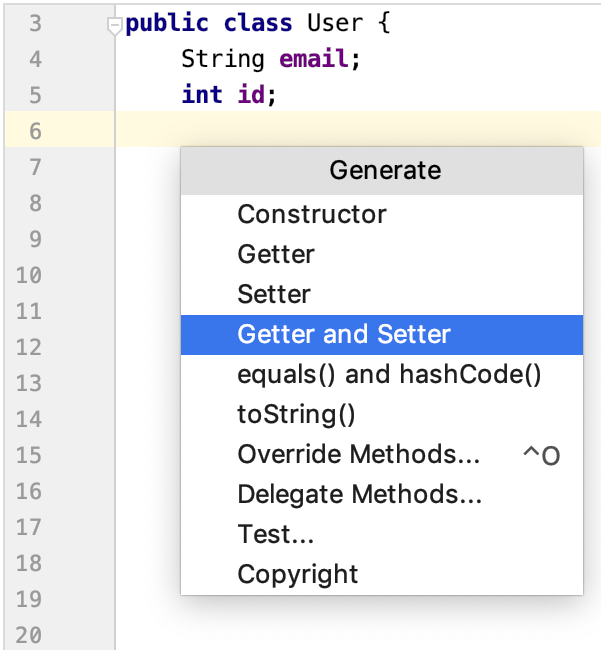 3 public class User {
4 String email;
5 int id;
6
7
Generate
8 Constructor
9 Getter
10 Setter
11
12 Getter and Setter
13 equals() and hashCode()
14 toString()
15 Override Methods... ^O
16 Delegate Methods...
17 Test...
18 Copyright
19
20